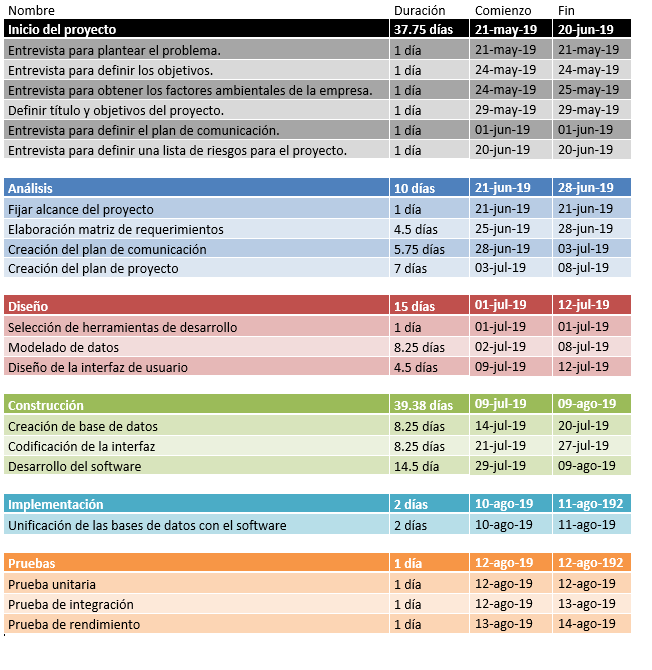 Nombre Duración Comienzo Fin
Inicio del proyecto 37.75 días 21-may-19 20-jun-19
Entrevista para plantear el problema. 1 día 21-may-19 21-may-19
Entrevista para definir los objetivos. 1 día 24-may-19 24-may-19
Entrevista para obtener los factores ambientales de la empresa. 1 día 24-may-19 25-may-19
Definir título y objetivos del proyecto. 1 día 29-may-19 29-may-19
Entrevista para definir el plan de comunicación. 1 día 01-jun-19 01-jun-19
Entrevista para definir una lista de riesgos para el proyecto. 1 día 20-jun-19 20-jun-19
Análisis 10 días 21-jun-19 28-jun-19
Fijar alcance del proyecto 1 día 21-jun-19 21-jun-19
Elaboración matriz de requerimientos 4.5 días 25-jun-19 28-jun-19
Creación del plan de comunicación 5.75 días 28-jun-19 03-jul-19
Creación del plan de proyecto 7 días 03-jul-19 08-jul-19
Diseño 15 días 01-jul-19 12-jul-19
Selección de herramientas de desarrollo 1 día 01-jul-19 01-jul-19
Modelado de datos 8.25 días 02-jul-19 08-jul-19
Diseño de la interfaz de usuario 4.5 días 09-jul-19 12-jul-19
Construcción 39.38 días 09-jul-19 09-ago-19
Creación de base de datos 8.25 días 14-jul-19 20-jul-19
Codificación de la interfaz 8.25 días 21-jul-19 27-jul-19
Desarrollo del software 14.5 día 29-jul-19 09-ago-19
Implementación 2 días 10-ago-19 11-ago-192
Unificación de las bases de datos con el software 2 días 10-ago-19 11-ago-19
Pruebas 1 día 12-ago-19 12-ago-192
Prueba unitaria 1 día 12-ago-19 12-ago-19
Prueba de integración 1 día 12-ago-19 13-ago-19
Prueba de rendimiento 1 día 13-ago-19 14-ago-19